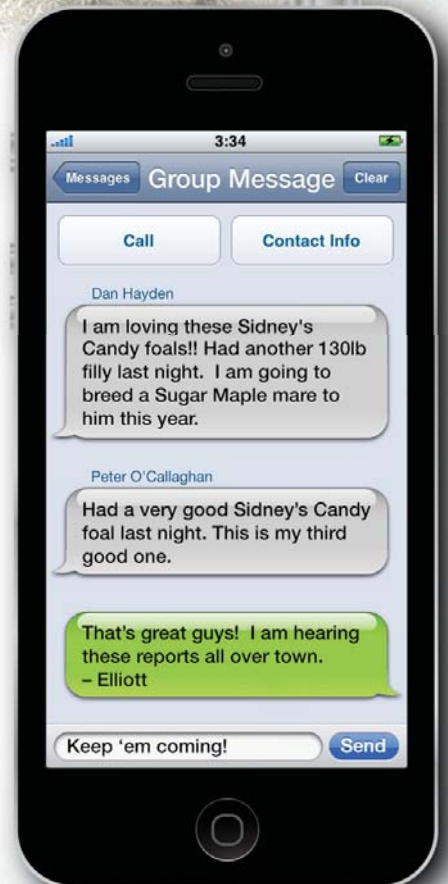 3:34
Messages Group Message Clear
Call Contact Info
Dan Hayden
I am loving these Sidney's
Candy foals!! Had another 130lb
filly last night.  I am going to
breed a Sugar Maple mare to
him this year.
Peter O'Callaghan
Had a very good Sidney's Candy
foal last night. This is my third
good one.
That's great guys!  I am hearing
these reports all over town.
– Elliott
Keep 'em coming! Send